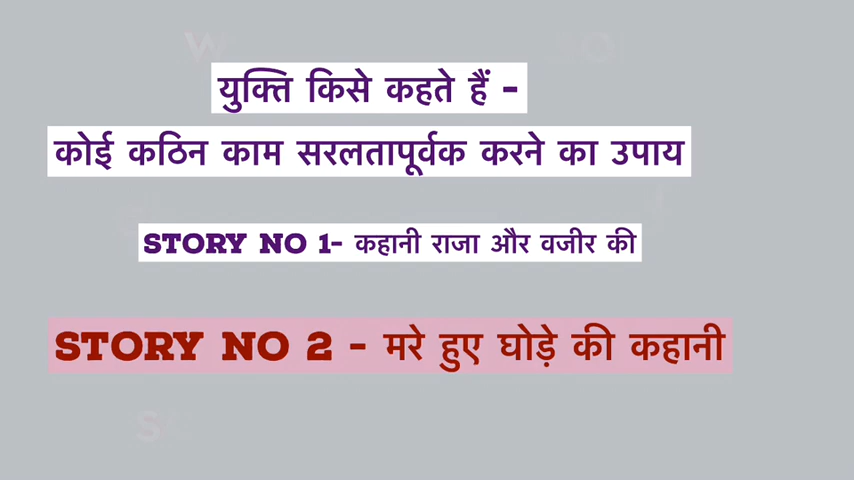 युक्ति किसे कहते हैं -
कोई कठिन काम सरलतापूर्वक करने का उपाय
STORY NO 1- कहानी राजा और वजीर की
STORY NO 2 - मरे हुए घोड़े की कहानी